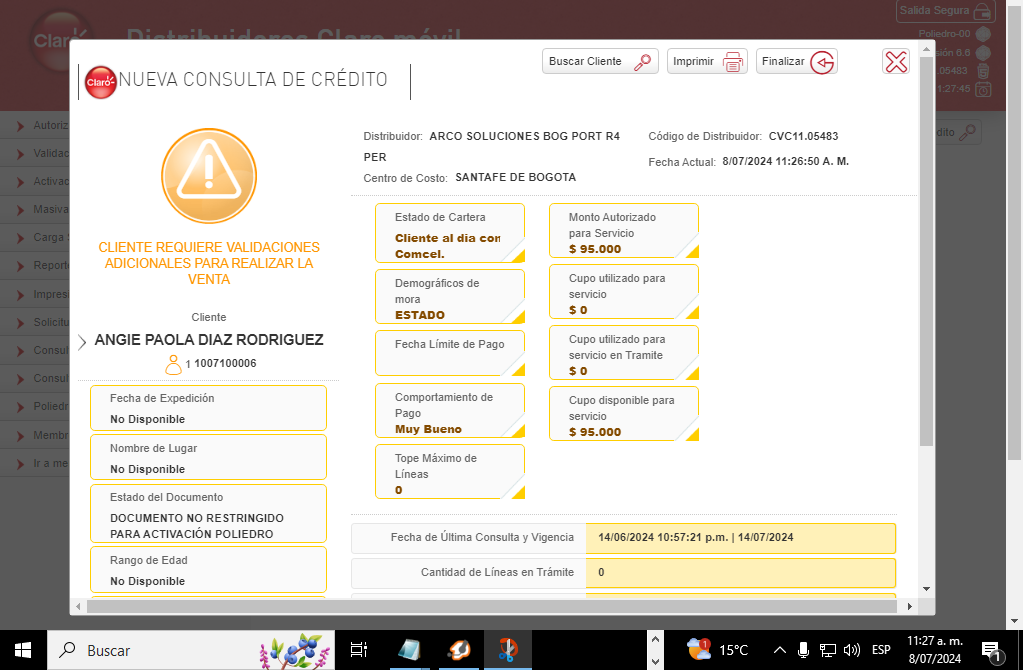 Claro
Distribuidores Claro móvil
Salida Segura
Poliedro-00
sión 6.6
.05483
1:27:45
Autoriz
Validac
Activac
Masiva
Carga
Report
Impresi
Solicitu
Consul
Consul
Poliedr
Membr
Ir a me
dito
Buscar Cliente
Imprimir
Finalizar
Claro
NUEVA CONSULTA DE CRÉDITO
CLIENTE REQUIERE VALIDACIONES
ADICIONALES PARA REALIZAR LA
VENTA
Cliente
ANGIE PAOLA DIAZ RODRIGUEZ
1 1007100006
Fecha de Expedición
No Disponible
Nombre de Lugar
No Disponible
Estado del Documento
DOCUMENTO NO RESTRINGIDO
PARA ACTIVACIÓN POLIEDRO
Rango de Edad
No Disponible
Distribuidor: ARCO SOLUCIONES BOG PORT R4
PER
Centro de Costo: SANTAFE DE BOGOTA
Código de Distribuidor: CVC11.05483
Fecha Actual: 8/07/2024 11:26:50 A. M.
Estado de Cartera
Cliente al dia con
Comcel.
Demográficos de
mora
ESTADO
Fecha Límite de Pago
Comportamiento de
Pago
Muy Bueno
Tope Máximo de
Líneas
0
Monto Autorizado
para Servicio
$ 95.000
Cupo utilizado para
servicio
$ 0
Cupo utilizado para
servicio en Tramite
$ 0
Cupo disponible para
servicio
$ 95.000
Fecha de Última Consulta y Vigencia 14/06/2024 10:57:21 p.m. | 14/07/2024
Cantidad de Líneas en Trámite 0
Buscar
1
15°C
ESP
11:27 a. m.
8/07/2024
1